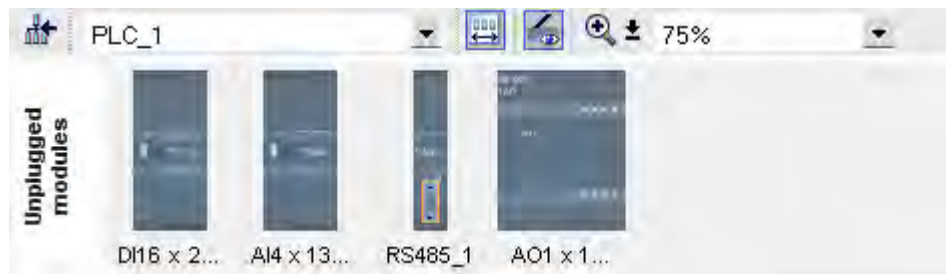 PLC_1
75%
Unplugged
modules
DI16 x 2...
AI4 x 13...
RS485_1
AO1 x 1...